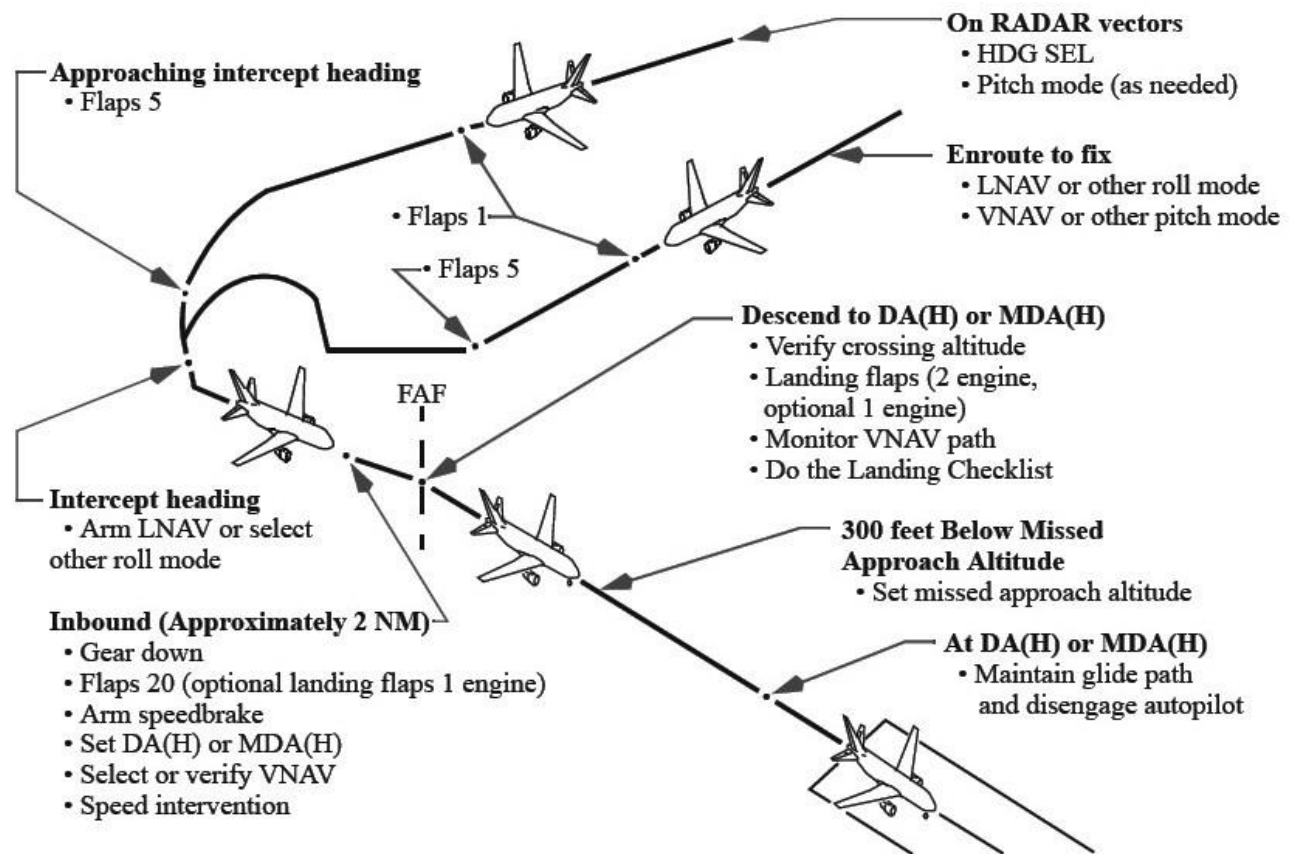 On RADAR vectors
• HDG SEL
• Pitch mode (as needed)
Approaching intercept heading
• Flaps 5
Enroute to fix
• LNAV or other roll mode
• VNAV or other pitch mode
• Flaps 1
• Flaps 5
Descend to DA(H) or MDA(H)
• Verify crossing altitude
• Landing flaps (2 engine,
optional 1 engine)
• Monitor VNAV path
• Do the Landing Checklist
FAF
Intercept heading
• Arm LNAV or select
other roll mode
300 feet Below Missed
Approach Altitude
• Set missed approach altitude
Inbound (Approximately 2 NM)
• Gear down
• Flaps 20 (optional landing flaps 1 engine)
• Arm speedbrake
• Set DA(H) or MDA(H)
• Select or verify VNAV
• Speed intervention
At DA(H) or MDA(H)
• Maintain glide path
and disengage autopilot